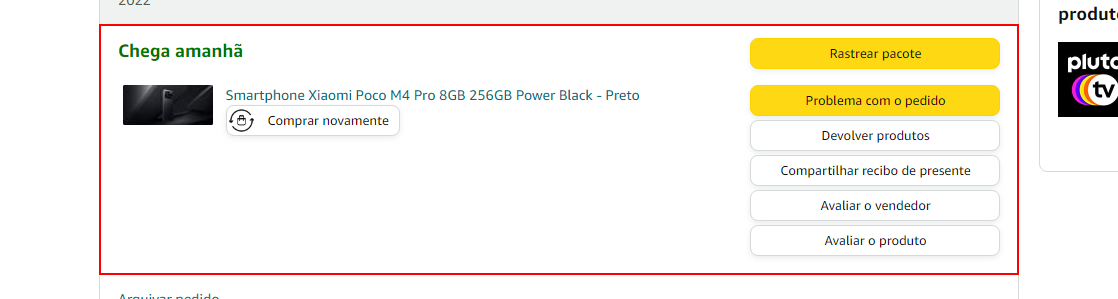 2022
Chega amanhã
Smartphone Xiaomi Poco M4 Pro 8GB 256GB Power Black - Preto
Comprar novamente
Rastrear pacote
Problema com o pedido
Devolver produtos
Compartilhar recibo de presente
Avaliar o vendedor
Avaliar o produto
Arquivar pedido
produto
pluto
tv